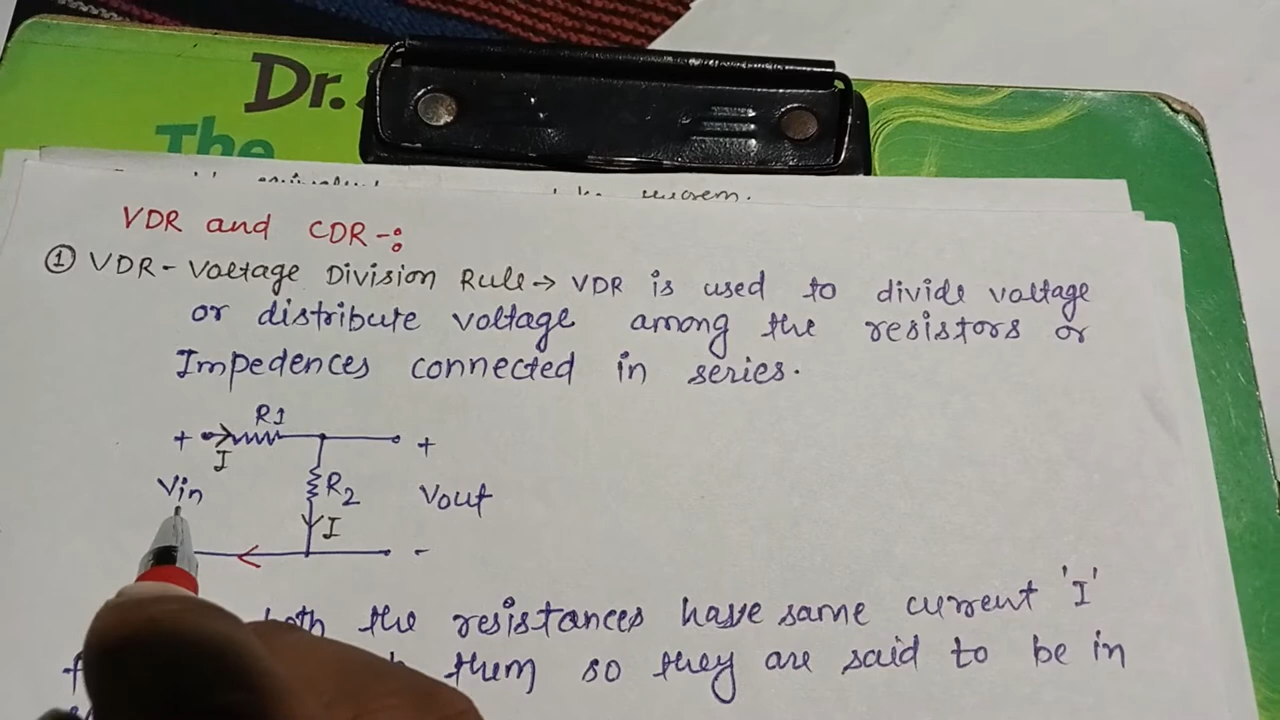 Dr.
The
VDR and CDR-:
① VDR - Voltage Division Rule → VDR is used to divide voltage
or distribute voltage among the resistors or
Impedences connected in series.
R1
+ +
I
Vin R2 Vout
I
-
both the resistances have same current 'I'
them so they are said to be in